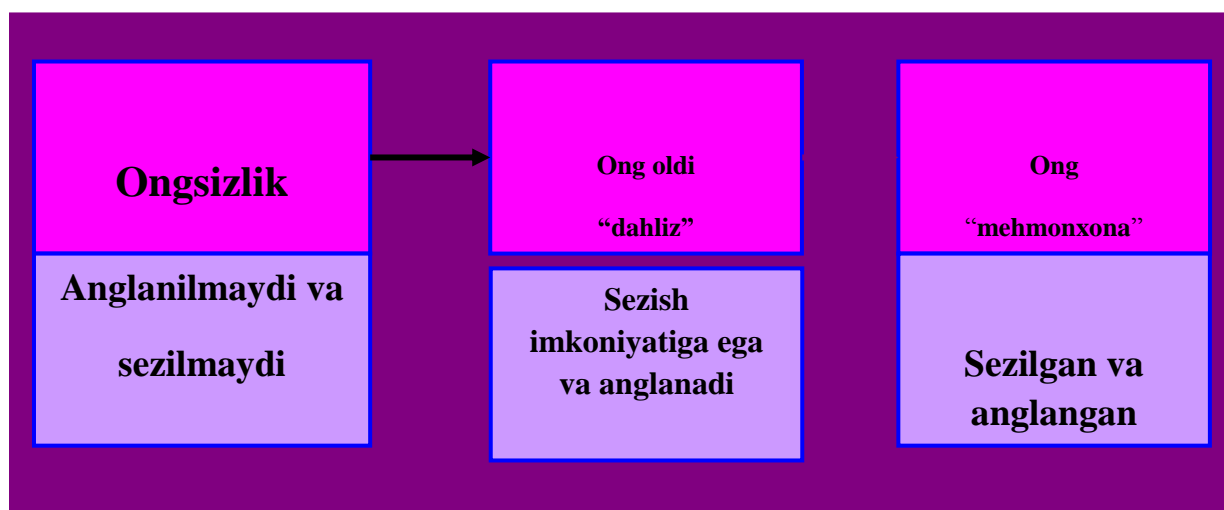 Ongsizlik
Anglanilmaydi va
sezilmaydi
Ong oldi
“dahliz”
Sezish
imkoniyatiga ega
va anglanadi
Ong
“mehmonxona”
Sezilgan va
anglangan